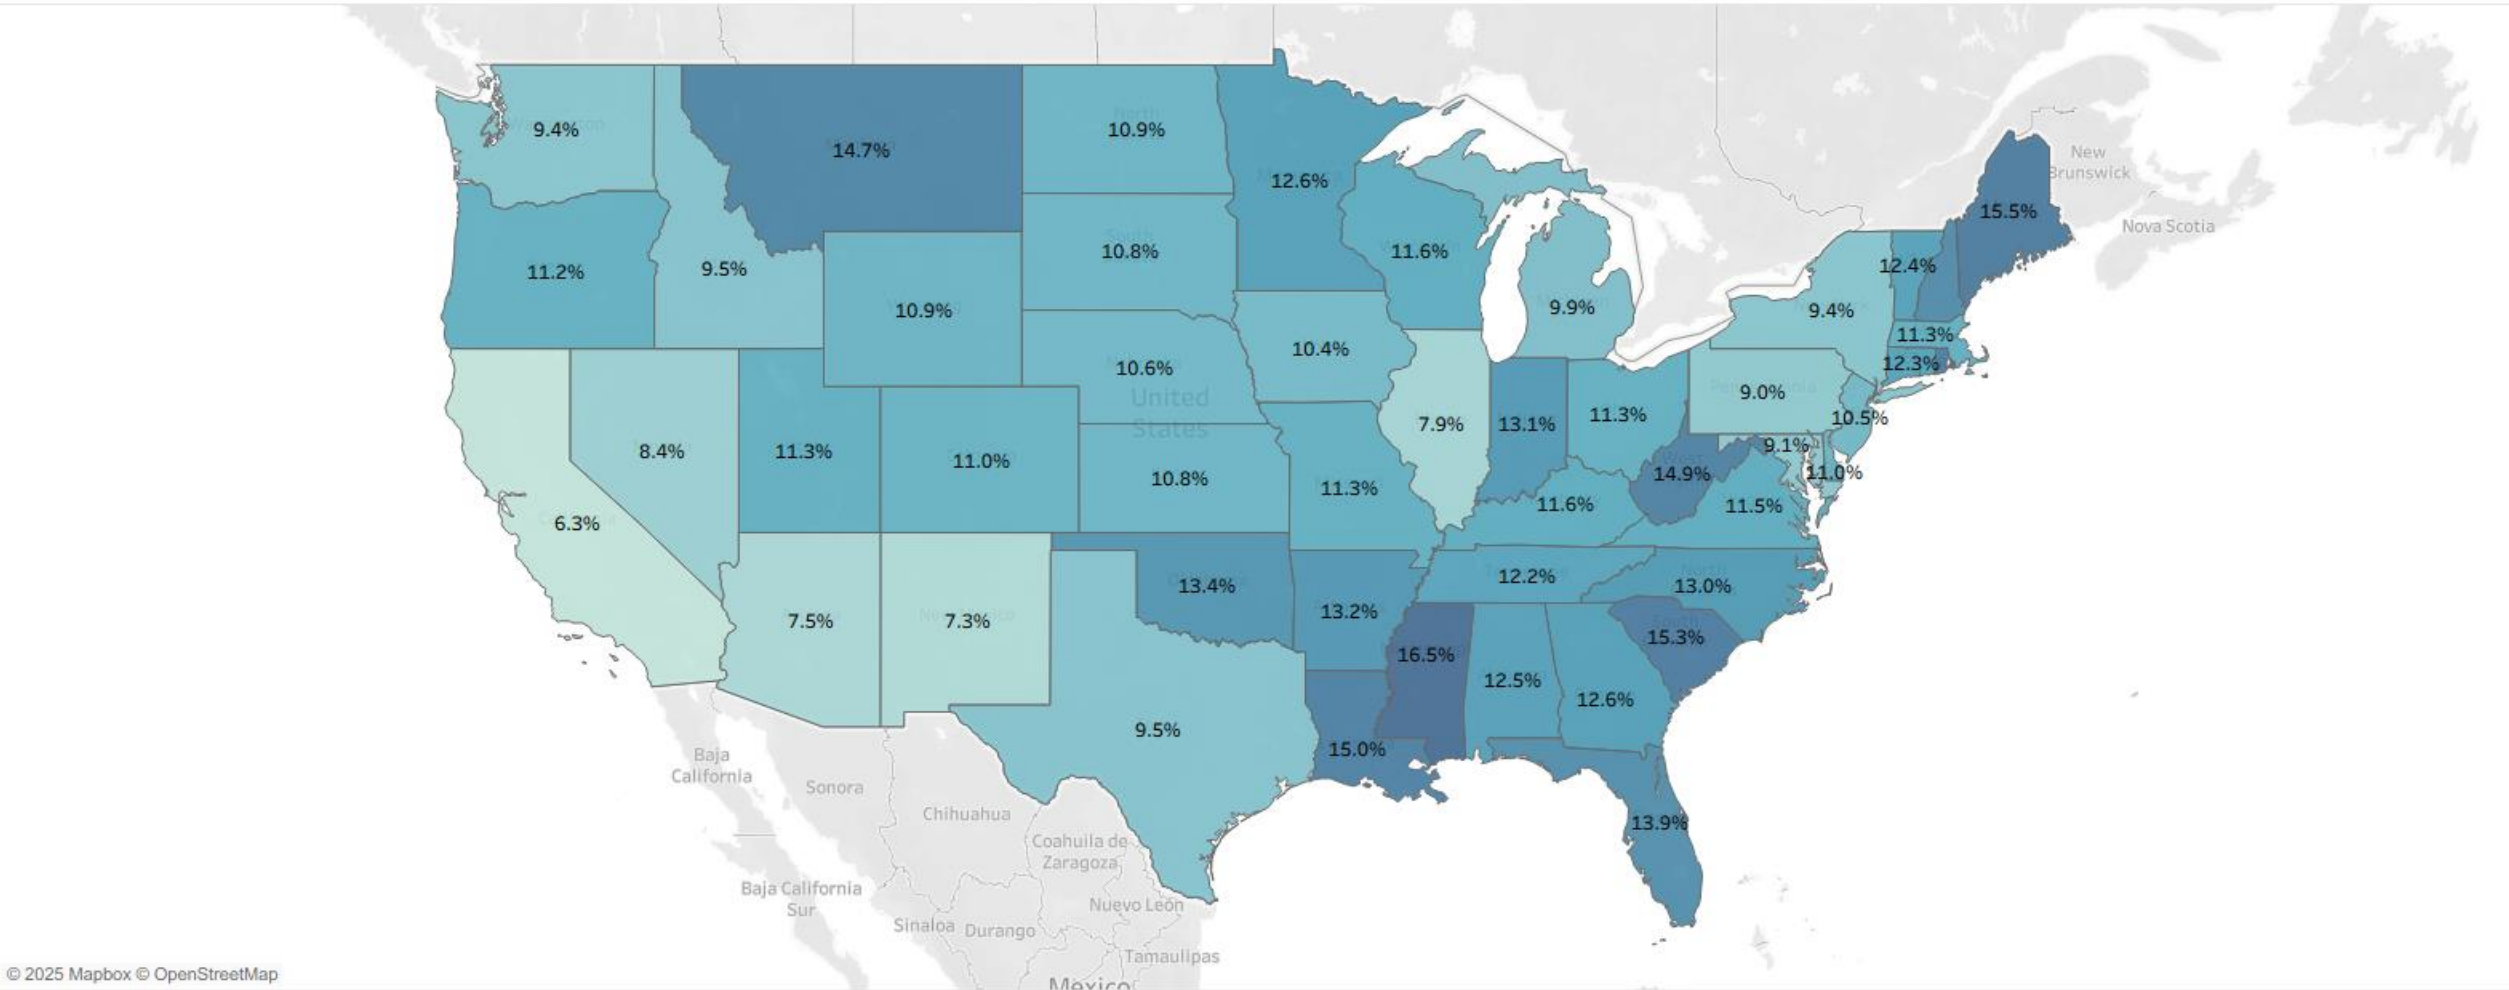 9.4%
14.7%
10.9%
12.6%
15.5%
New
Brunswick
Nova Scotia
11.2%
9.5%
10.9%
South
10.8%
11.6%
9.9%
9.4%
12.4%
11.3%
12.3%
10.4%
10.6%
United
States
9.0%
10.5%
8.4%
11.3%
11.0%
10.8%
11.3%
7.9%
13.1%
11.3%
9.1%
11.0%
West
14.9%
11.6%
11.5%
6.3%
7.5%
7.3%
13.4%
13.2%
12.2%
North
13.0%
South
15.3%
16.5%
12.5%
12.6%
9.5%
15.0%
13.9%
Baja
California
Sonora
Chihuahua
Coahuila de
Zaragoza
Baja California
Sur
Nuevo León
Sinaloa
Durango
Tamaulipas
Mexico
© 2025 Mapbox © OpenStreetMap